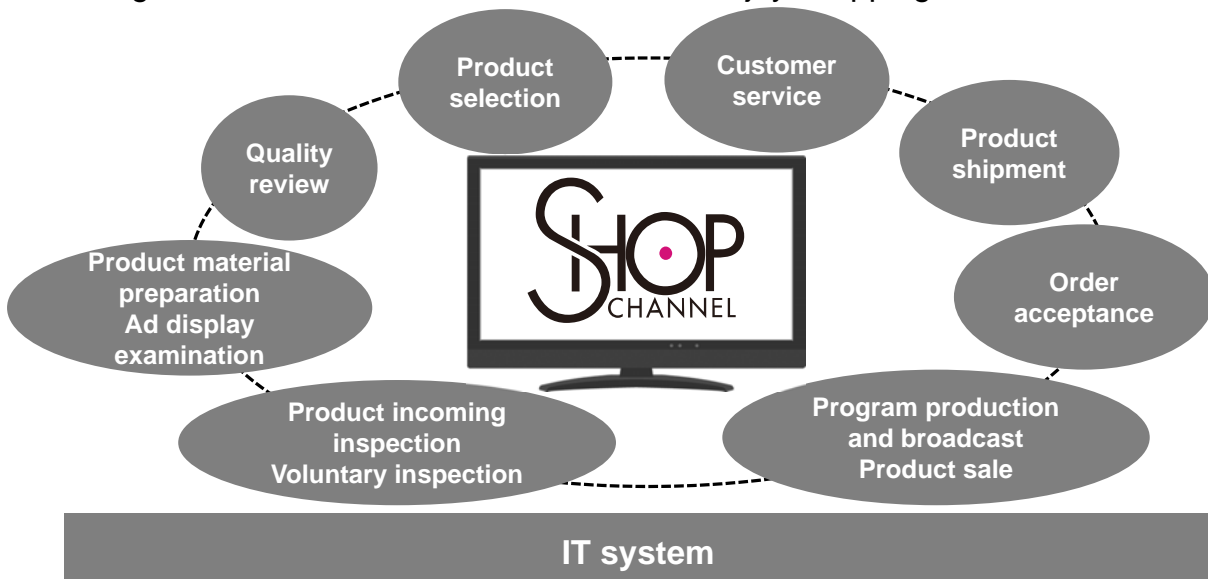 Product
selection
Customer
service
Quality
review
Product
shipment
SHOP
CHANNEL
Product material
preparation
Ad display
examination
Order
acceptance
Product incoming
inspection
Voluntary inspection
Program production
and broadcast
Product sale
IT system